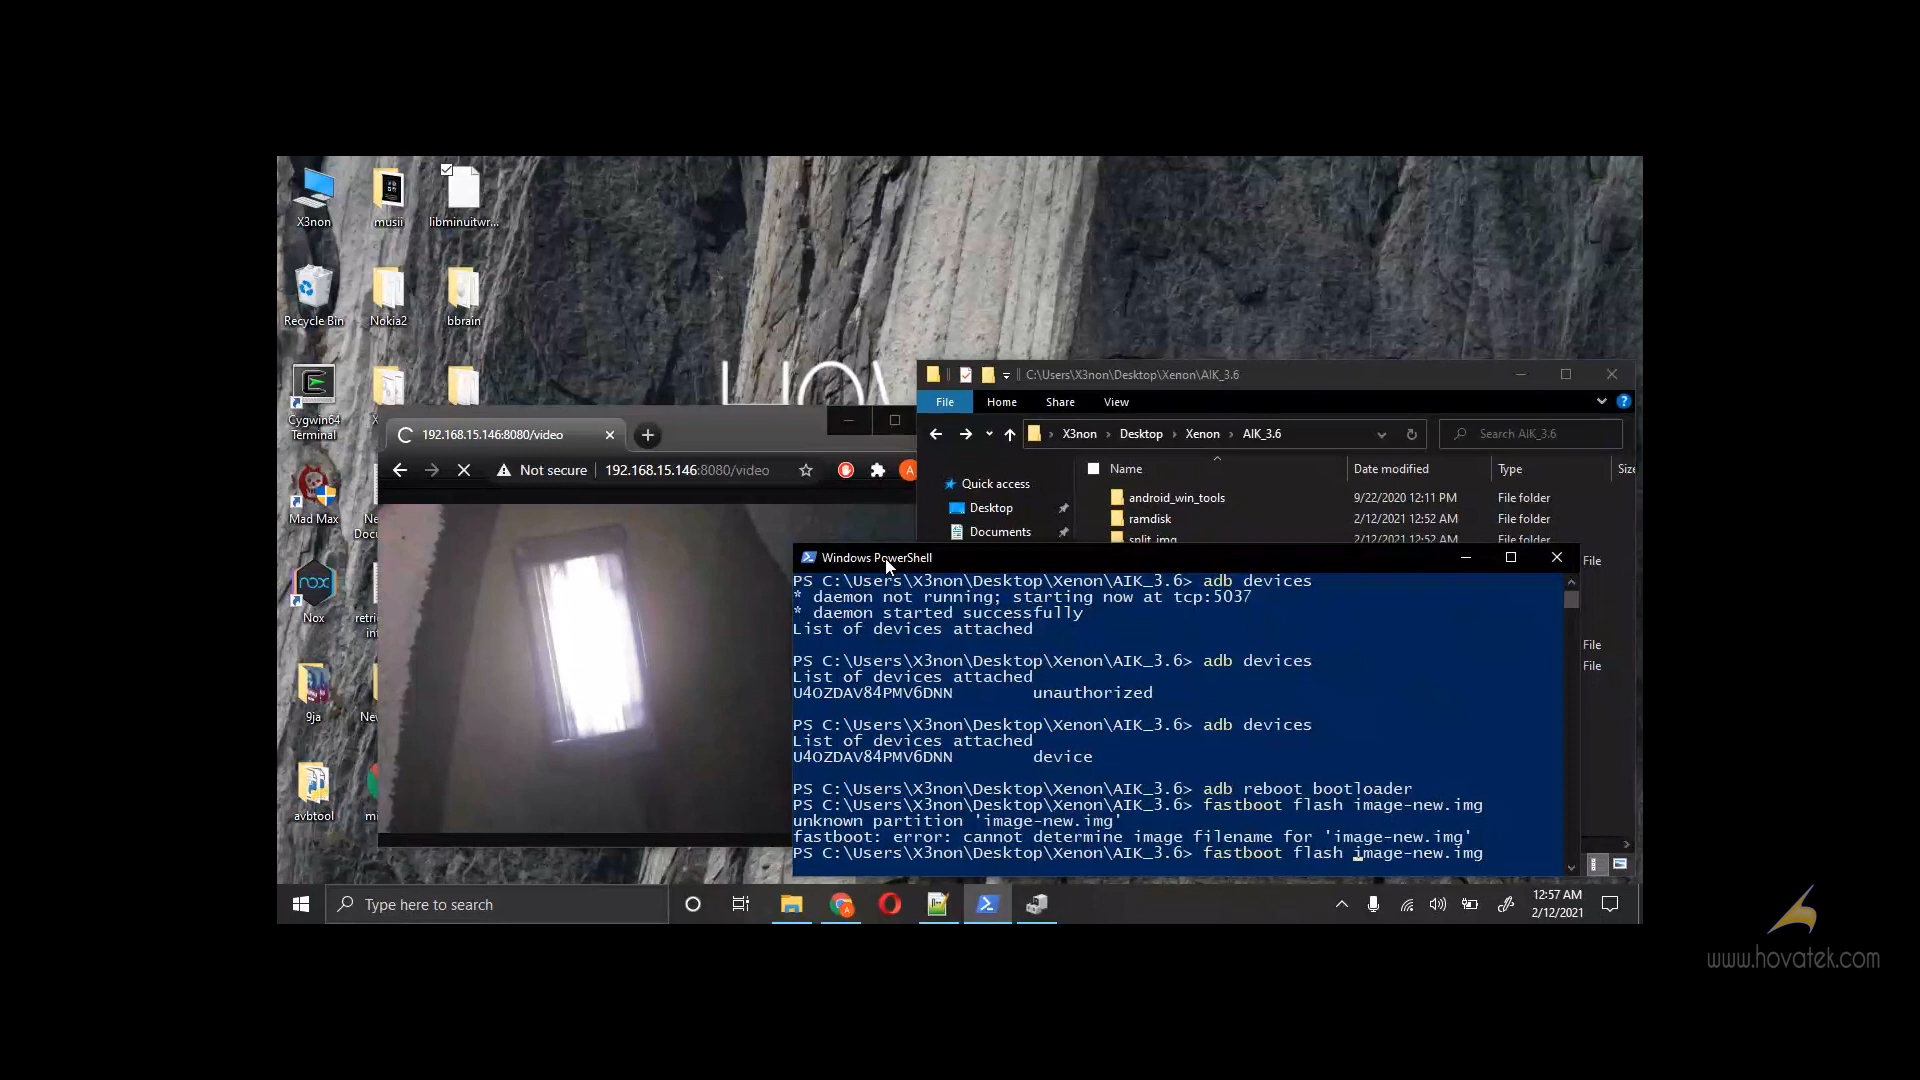 X3non
musii
libminuitwr...
Recycle Bin
Nokia2
bbrain
Cygwin64
Terminal
Mad Max
Nox
9ja
avbtool
192.168.15.146:8080/video
Not secure
192.168.15.146:8080/video
A
C:\Users\X3non\Desktop\Xenon\AIK_3.6
File
Home
Share
View
X3non
Desktop
Xenon
AIK_3.6
Search AIK_3.6
Name
Date modified
Type
Size
Quick access
Desktop
Documents
android_win_tools
9/22/2020 12:11 PM
File folder
ramdisk
2/12/2021 12:52 AM
File folder
split_img
2/12/2021 12:52 AM
File folder
File
File
File
Windows PowerShell
PS C:\Users\X3non\Desktop\Xenon\AIK_3.6> adb devices
* daemon not running; starting now at tcp:5037
* daemon started successfully
List of devices attached
PS C:\Users\X3non\Desktop\Xenon\AIK_3.6> adb devices
List of devices attached
U4OZDAV84PMV6DNN unauthorized
PS C:\Users\X3non\Desktop\Xenon\AIK_3.6> adb devices
List of devices attached
U4OZDAV84PMV6DNN device
PS C:\Users\X3non\Desktop\Xenon\AIK_3.6> adb reboot bootloader
PS C:\Users\X3non\Desktop\Xenon\AIK_3.6> fastboot flash image-new.img
unknown partition 'image-new.img'
fastboot: error: cannot determine image filename for 'image-new.img'
PS C:\Users\X3non\Desktop\Xenon\AIK_3.6> fastboot flash image-new.img
Type here to search
12:57 AM
2/12/2021
www.hovatek.com